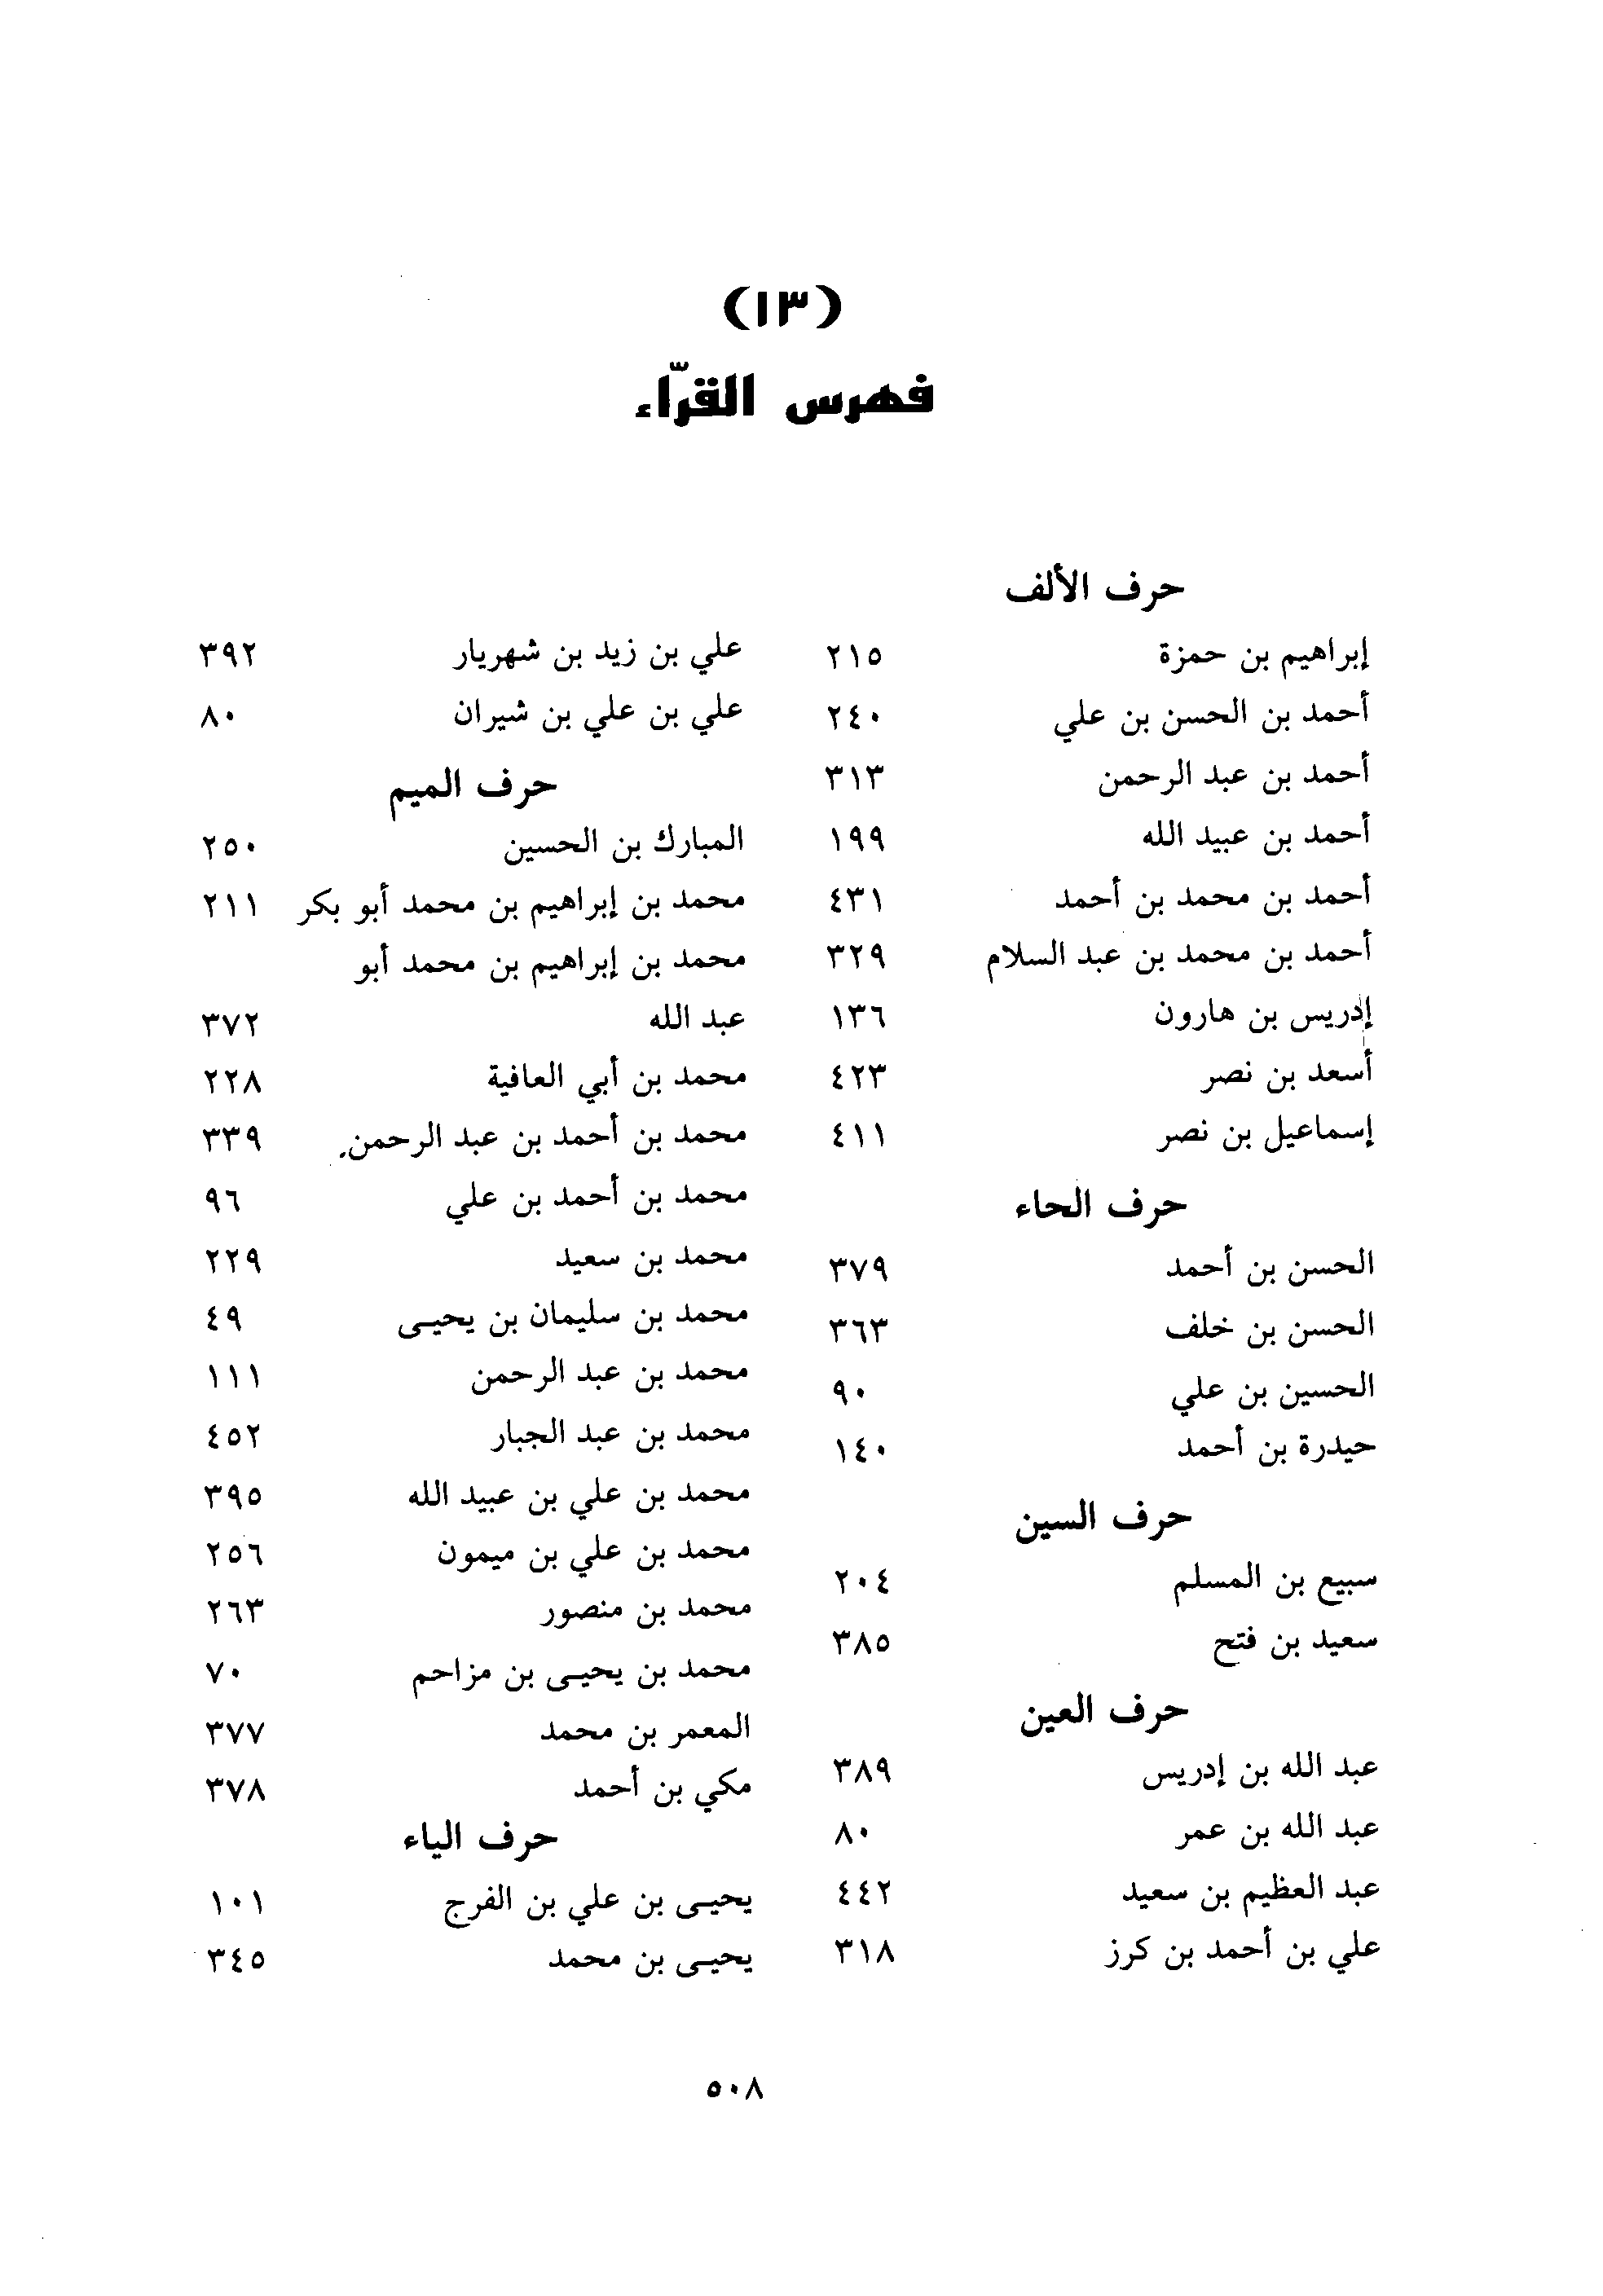 (١٣)
فهرس القرّاء
حرف الألف
إبراهيم بن حمزة ٢١٥
أحمد بن الحسن بن علي ٢٤٠
أحمد بن عبد الرحمن ٣١٣
أحمد بن عبيد الله ١٩٩
أحمد بن محمد بن أحمد ٤٣١
أحمد بن محمد بن عبد السلام ٣٢٩
إدريس بن هارون ١٣٦
أسعد بن نصر ٤٢٣
إسماعيل بن نصر ٤١١
حرف الحاء
الحسن بن أحمد ٣٧٩
الحسن بن خلف ٣٦٣
الحسين بن علي ٩٠
حيدرة بن أحمد ١٤٠
حرف السين
سبيع بن المسلم ٢٠٤
سعيد بن فتح ٣٨٥
حرف العين
عبد الله بن إدريس ٣٨٩
عبد الله بن عمر ٨٠
عبد العظيم بن سعيد ٤٤٢
علي بن أحمد بن كرز ٣١٨
علي بن زيد بن شهريار ٣٩٢
علي بن علي بن شيران ٨٠
حرف الميم
المبارك بن الحسين ٢٥٠
محمد بن إبراهيم بن محمد أبو بكر ٢١١
محمد بن إبراهيم بن محمد أبو
عبد الله ٣٧٢
محمد بن أبي العافية ٢٢٨
محمد بن أحمد بن عبد الرحمن. ٣٣٩
محمد بن أحمد بن علي ٩٦
محمد بن سعيد ٢٢٩
محمد بن سليمان بن يحيى ٤٩
محمد بن عبد الرحمن ١١١
محمد بن عبد الجبار ٤٥٢
محمد بن علي بن عبيد الله ٣٩٥
محمد بن علي بن ميمون ٢٥٦
محمد بن منصور ٢٦٣
محمد بن يحيى بن مزاحم ٧٠
المعمر بن محمد ٣٧٧
مكي بن أحمد ٣٧٨
حرف الياء
يحيى بن علي بن الفرج ١٠١
يحيى بن محمد ٣٤٥
٥٠٨